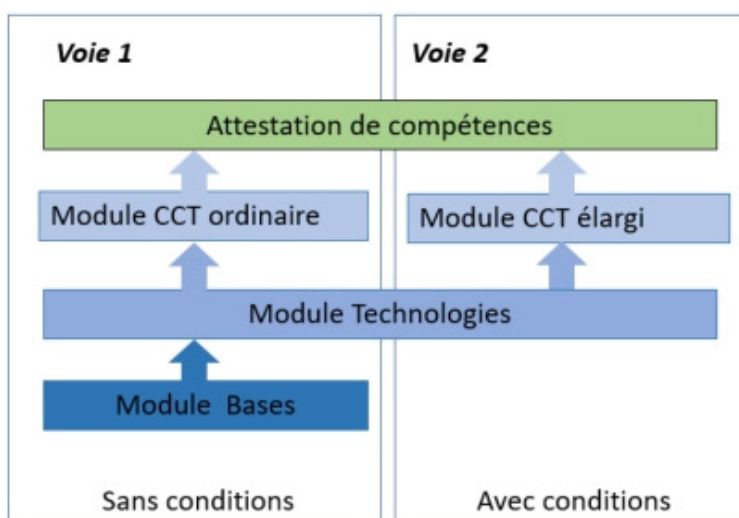 Voie 1
Voie 2
Attestation de compétences
Module CCT ordinaire
Module CCT élargi
Module Technologies
Module Bases
Sans conditions
Avec conditions